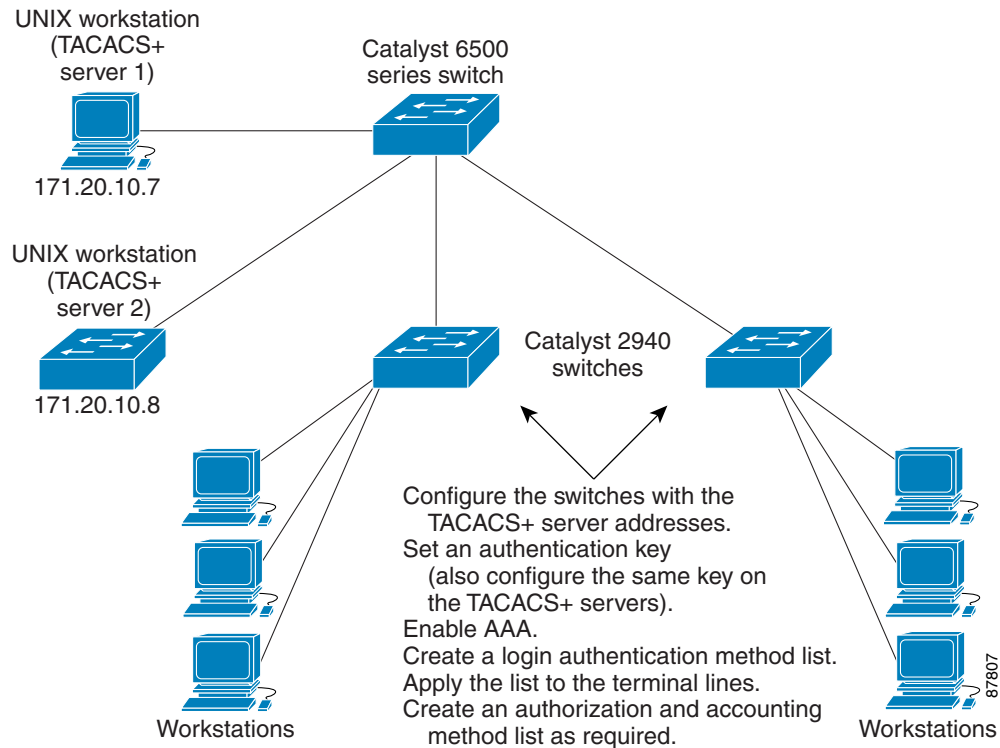 UNIX workstation
(TACACS+
server 1)
171.20.10.7
Catalyst 6500
series switch
UNIX workstation
(TACACS+
server 2)
171.20.10.8
Catalyst 2940
switches
Configure the switches with the
TACACS+ server addresses.
Set an authentication key
(also configure the same key on
the TACACS+ servers).
Enable AAA.
Create a login authentication method list.
Apply the list to the terminal lines.
Create an authorization and accounting
method list as required.
Workstations
Workstations
87807